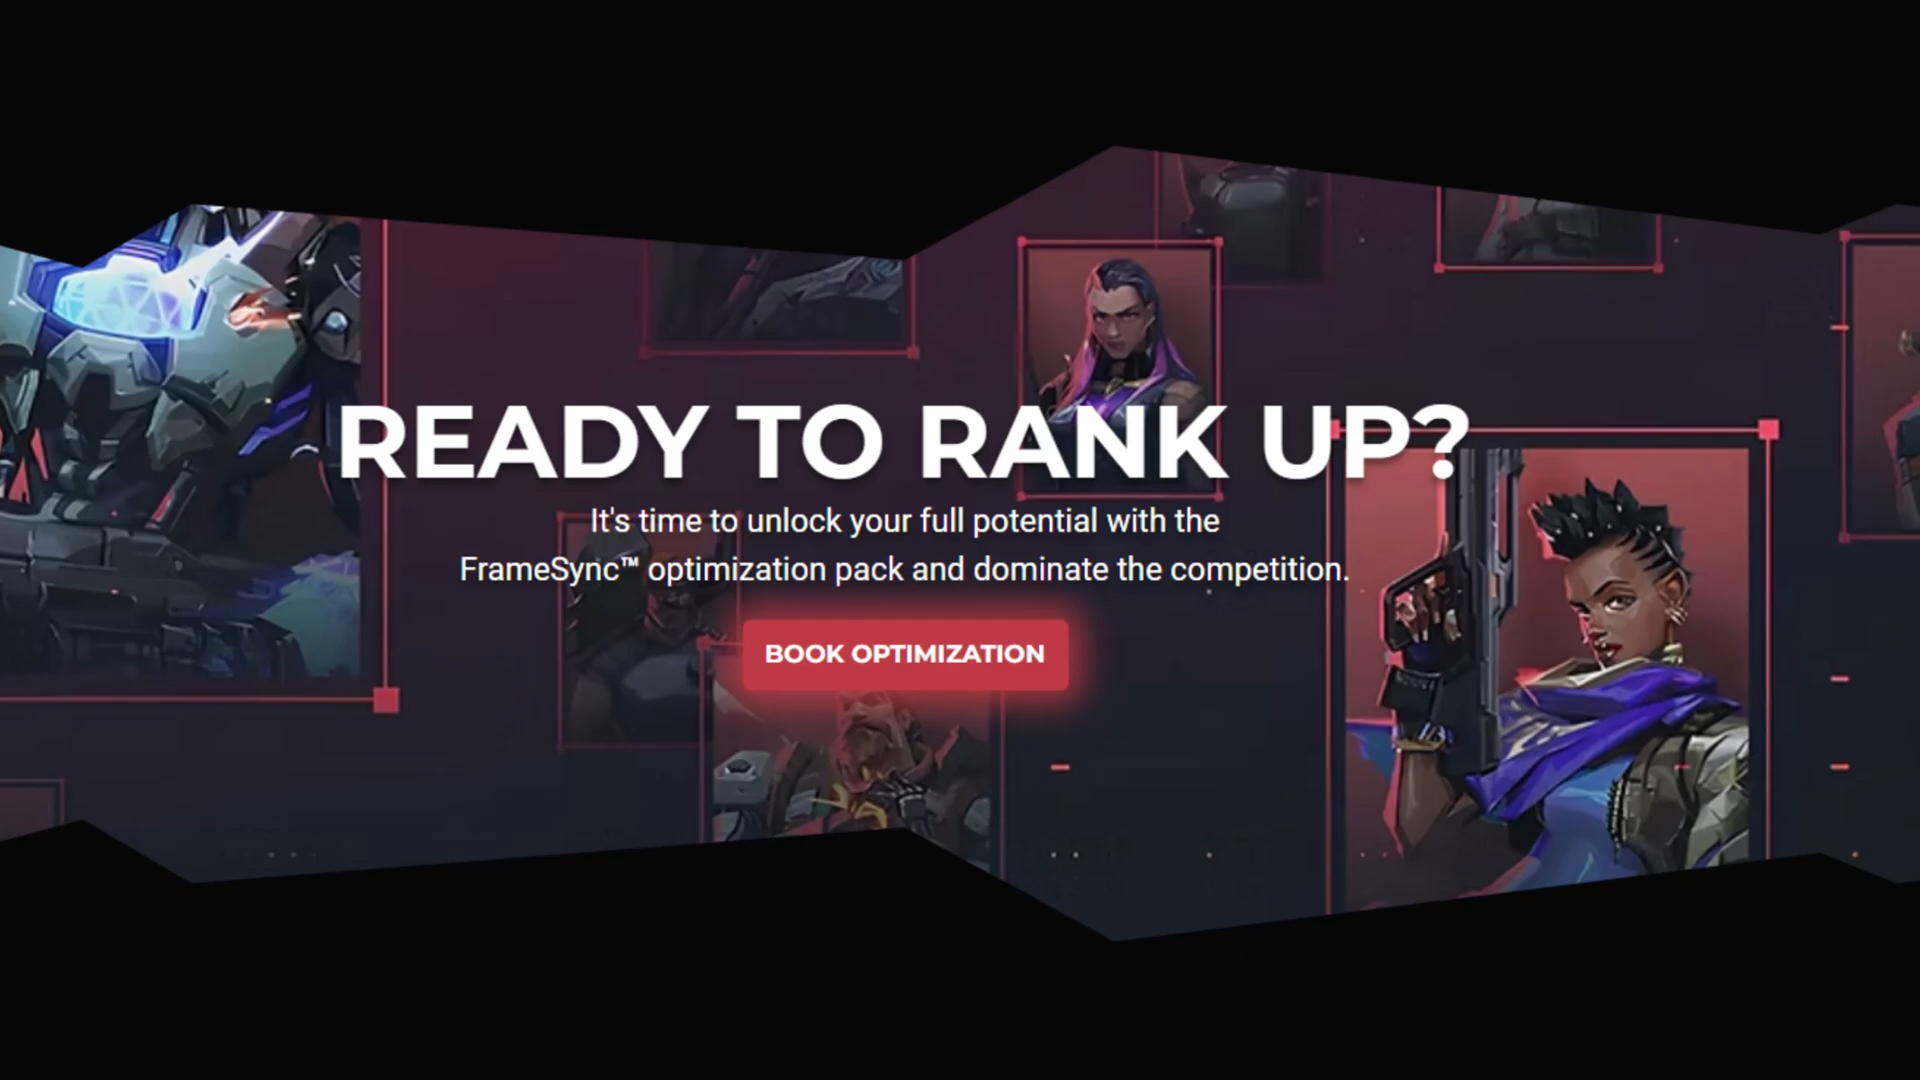 READY TO RANK UP?
It's time to unlock your full potential with the
FrameSync™ optimization pack and dominate the competition.
BOOK OPTIMIZATION